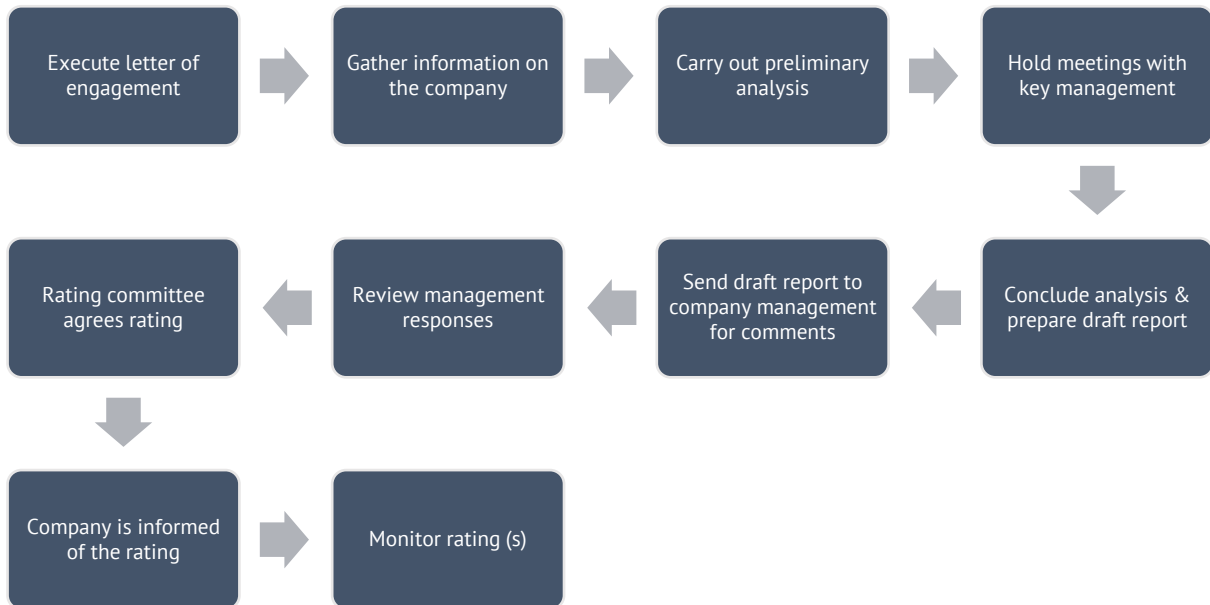 Execute letter of
engagement
Gather information on
the company
Carry out preliminary
analysis
Hold meetings with
key management
Conclude analysis &
prepare draft report
Send draft report to
company management
for comments
Review management
responses
Rating committee
agrees rating
Company is informed
of the rating
Monitor rating (s)